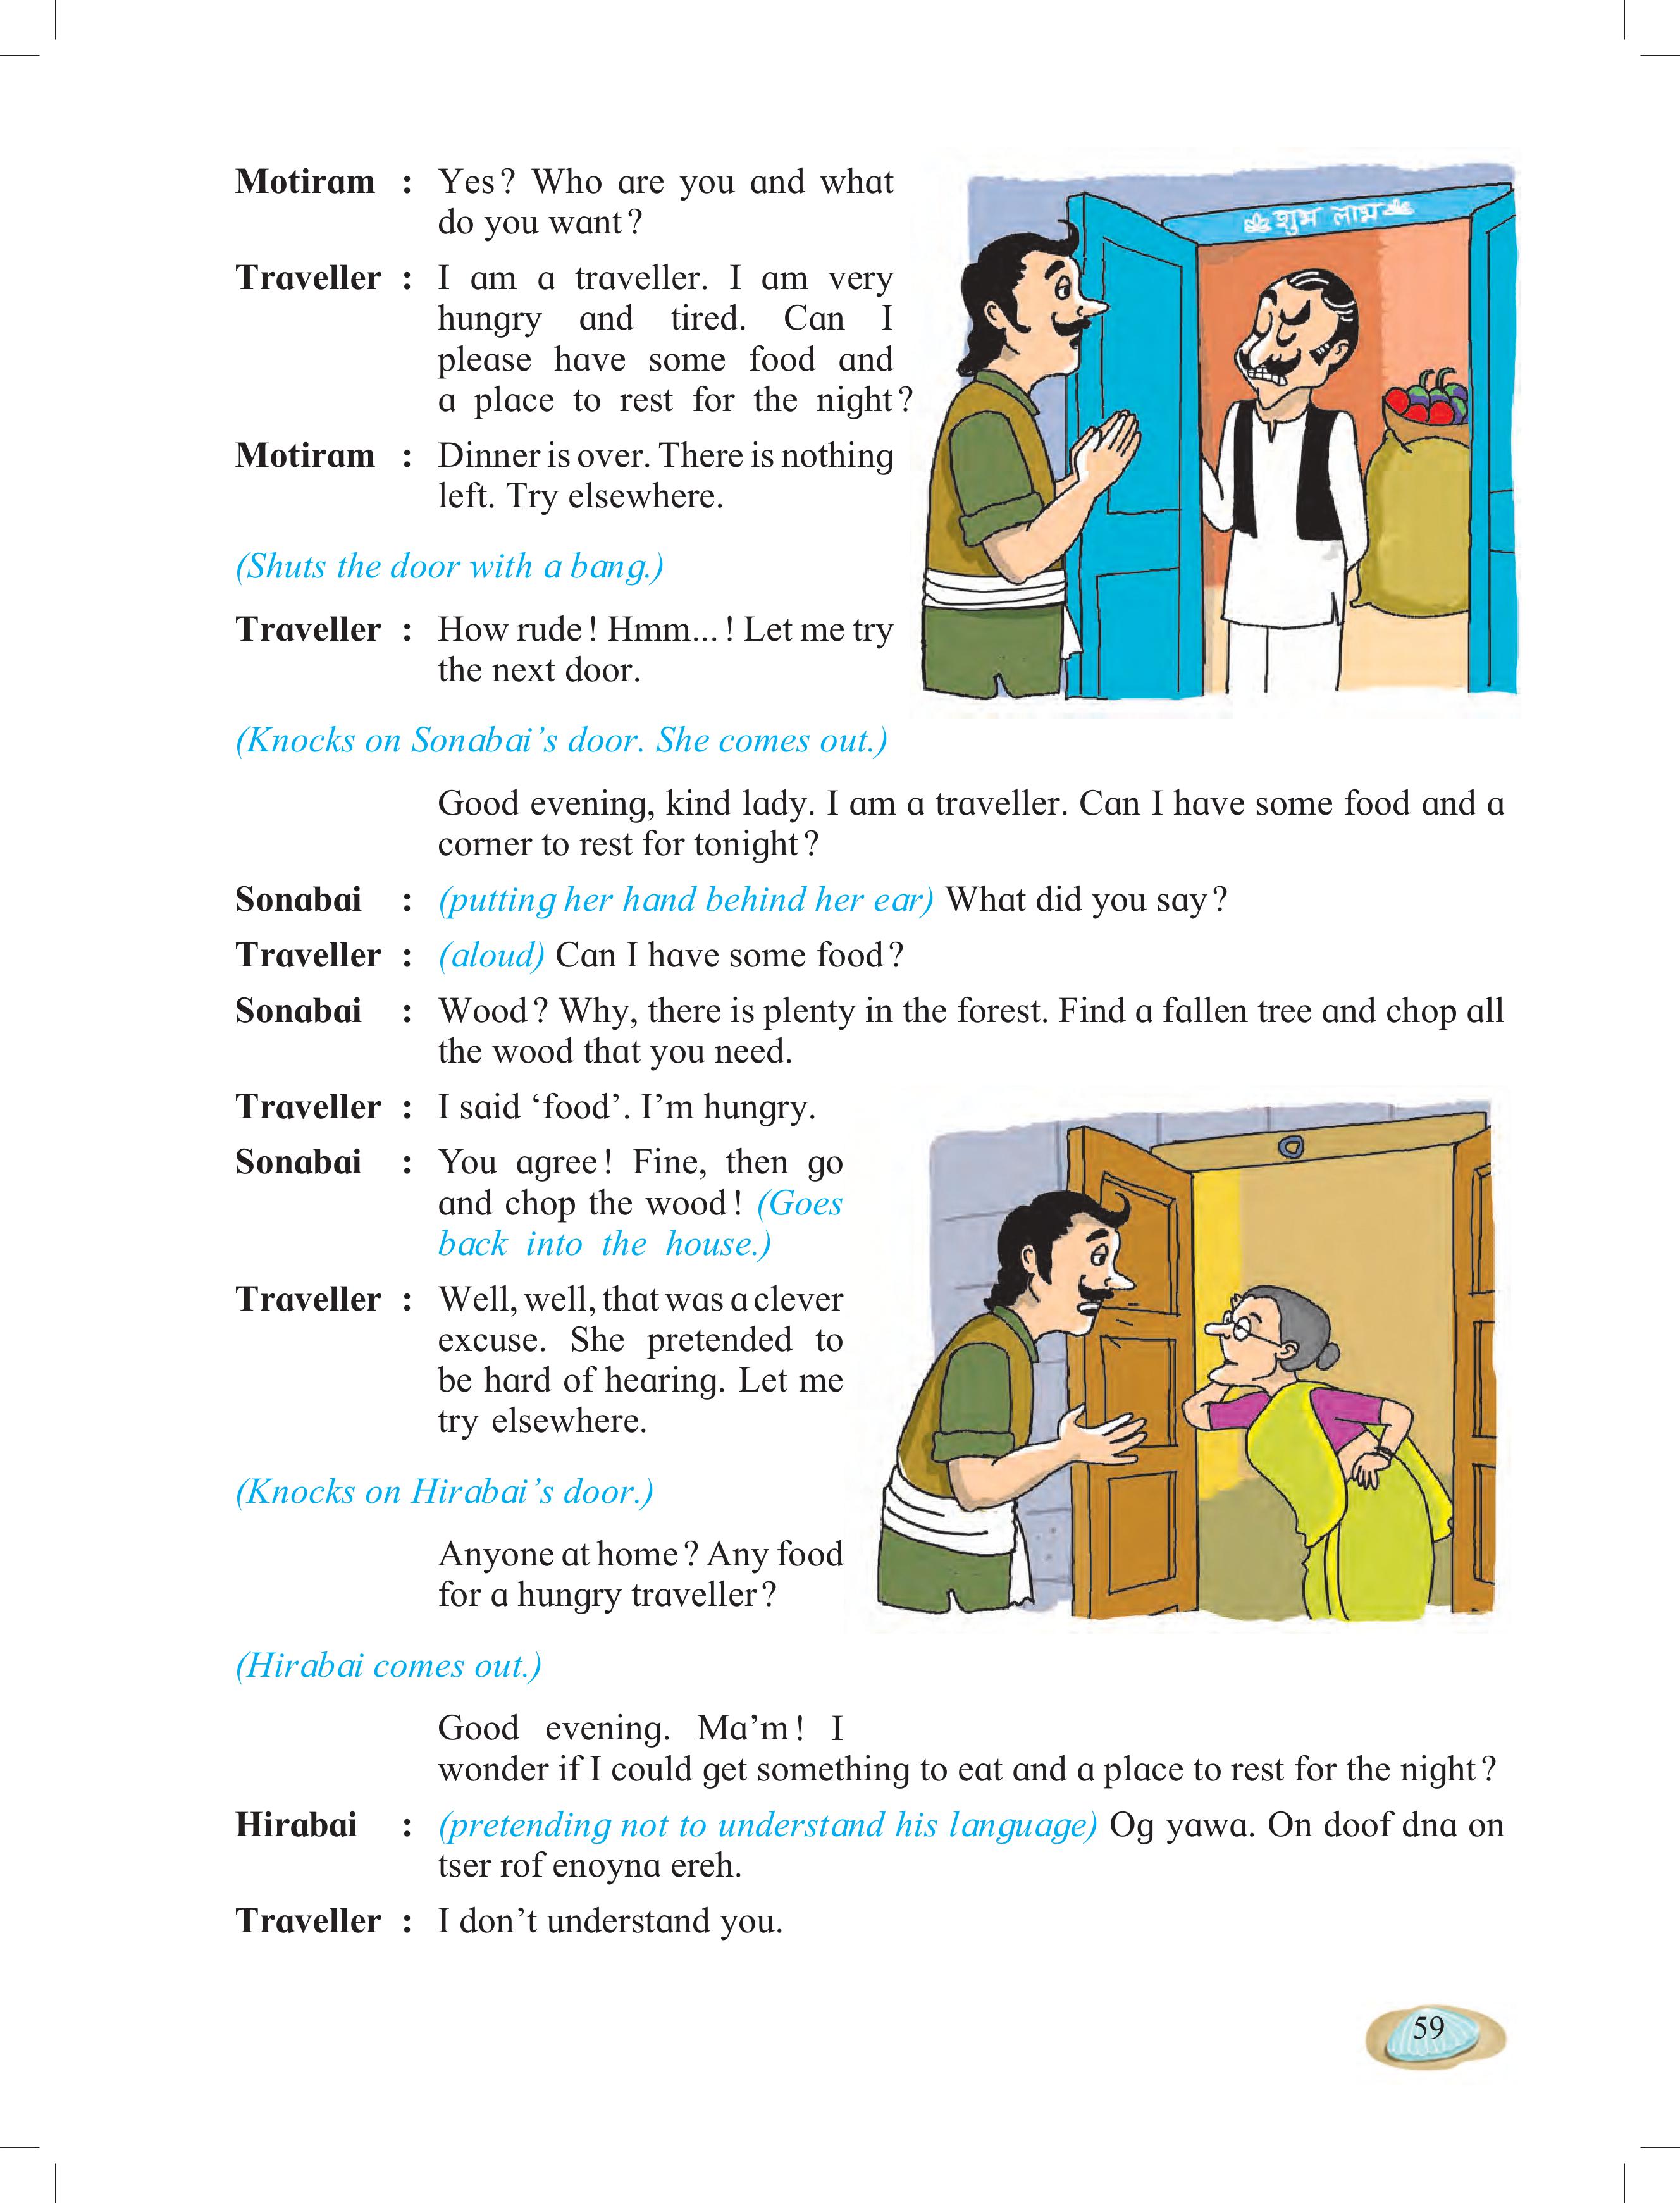 Motiram : Yes? Who are you and what
do you want?
Traveller : I am a traveller. I am very
hungry and tired. Can I
please have some food and
a place to rest for the night?
Motiram : Dinner is over. There is nothing
left. Try elsewhere.
(Shuts the door with a bang.)
Traveller : How rude! Hmm...! Let me try
the next door.
शुभ लाभ
(Knocks on Sonabai’s door. She comes out.)
Good evening, kind lady. I am a traveller. Can I have some food and a
corner to rest for tonight?
Sonabai : (putting her hand behind her ear) What did you say?
Traveller : (aloud) Can I have some food?
Sonabai : Wood? Why, there is plenty in the forest. Find a fallen tree and chop all
the wood that you need.
Traveller : I said ‘food’. I’m hungry.
Sonabai : You agree! Fine, then go
and chop the wood! (Goes
back into the house.)
Traveller : Well, well, that was a clever
excuse. She pretended to
be hard of hearing. Let me
try elsewhere.
(Knocks on Hirabai’s door.)
Anyone at home? Any food
for a hungry traveller?
(Hirabai comes out.)
Good evening. Ma’m! I
wonder if I could get something to eat and a place to rest for the night?
Hirabai : (pretending not to understand his language) Og yawa. On doof dna on
tser rof enoyna ereh.
Traveller : I don’t understand you.
59